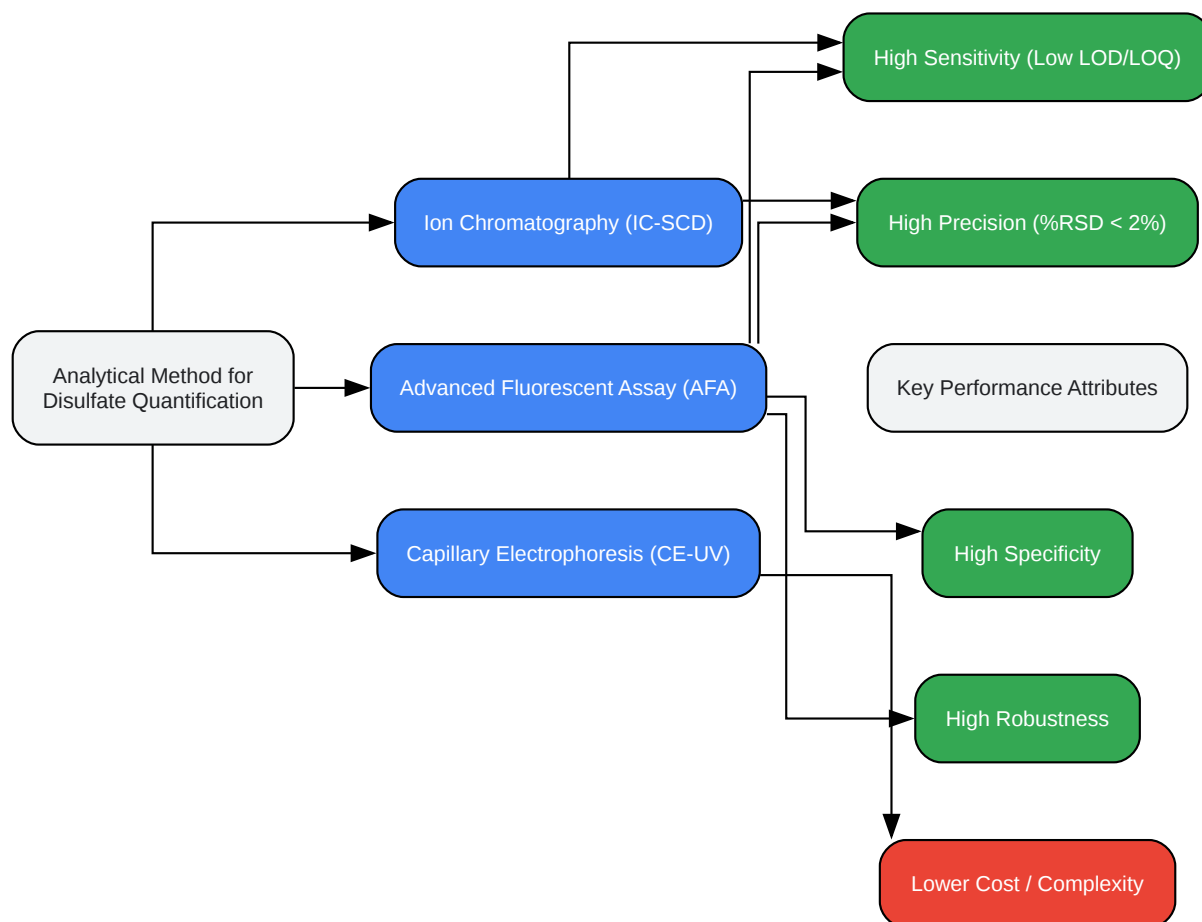 High Sensitivity (Low LOD/LOQ)
Ion Chromatography (IC-SCD)
High Precision (%RSD < 2%)
Analytical Method for
Disulfate Quantification
Advanced Fluorescent Assay (AFA)
Key Performance Attributes
Capillary Electrophoresis (CE-UV)
High Specificity
High Robustness
Lower Cost / Complexity